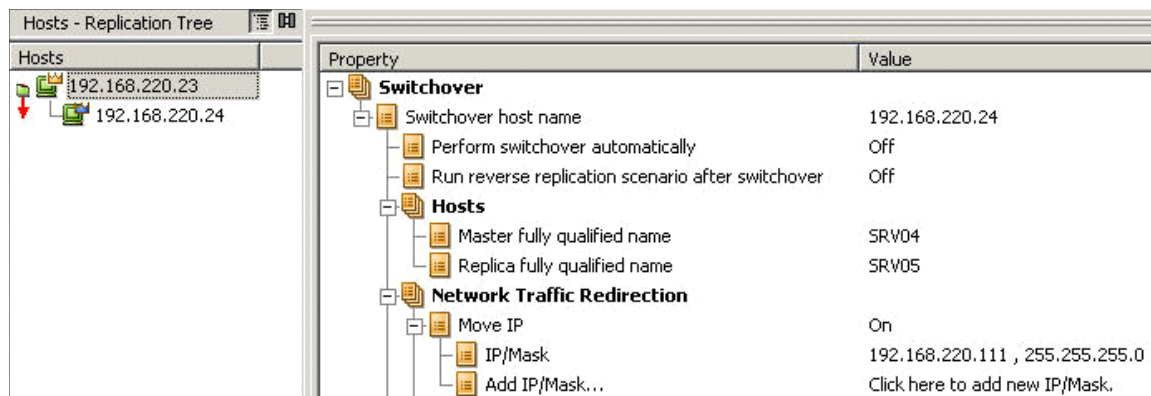 Hosts - Replication Tree
Hosts
192.168.220.23
192.168.220.24
Property Value
Switchover
Switchover host name 192.168.220.24
Perform switchover automatically Off
Run reverse replication scenario after switchover Off
Hosts
Master fully qualified name SRV04
Replica fully qualified name SRV05
Network Traffic Redirection
Move IP On
IP/Mask 192.168.220.111 , 255.255.255.0
Add IP/Mask... Click here to add new IP/Mask.